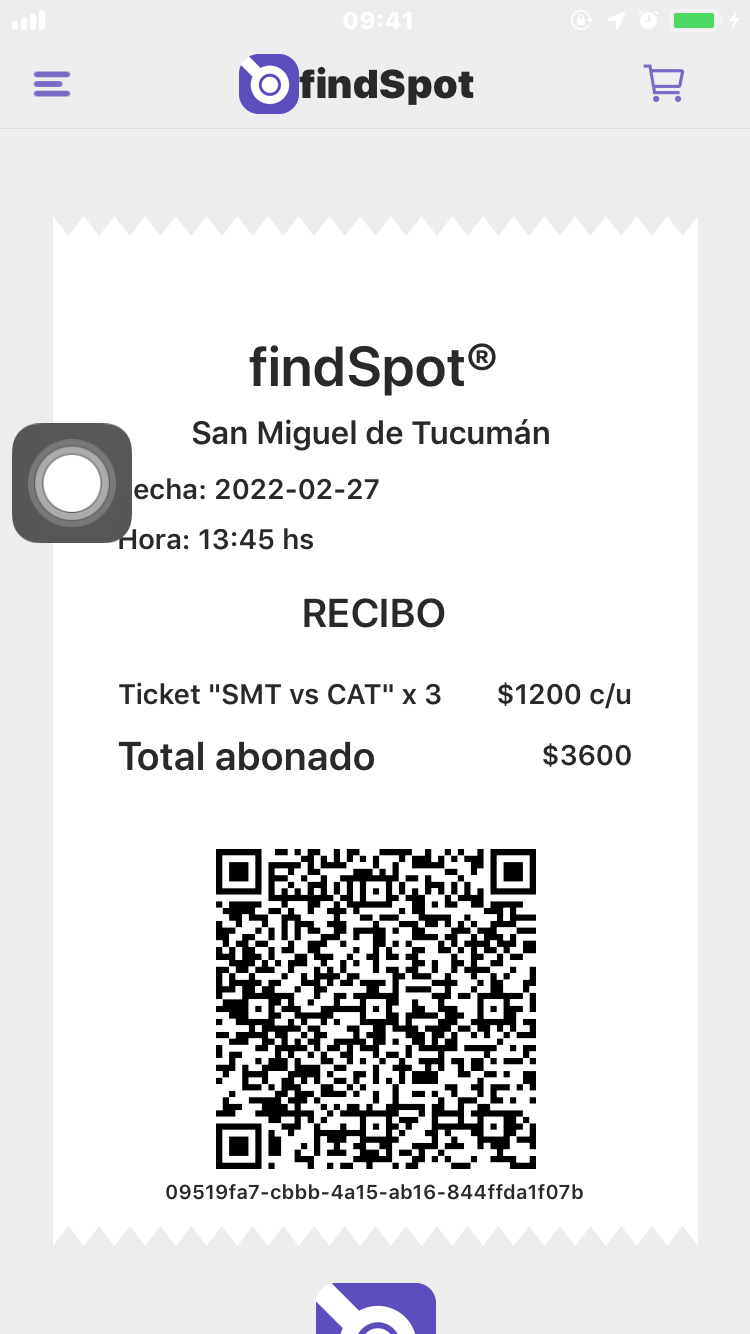 09:41
findSpot
findSpot®
San Miguel de Tucumán
echa: 2022-02-27
Hora: 13:45 hs
RECIBO
Ticket "SMT vs CAT" x 3 $1200 c/u
Total abonado $3600
09519fa7-cbbb-4a15-ab16-844ffda1f07b